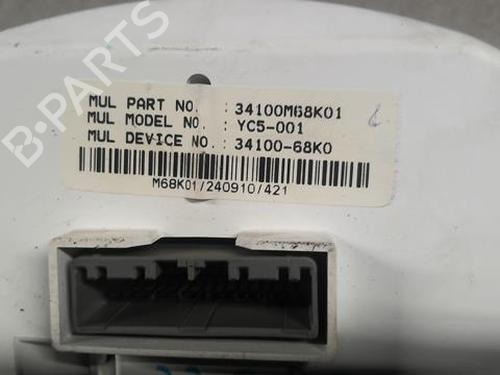 B-PARTS
MUL PART NO. : 34100M68K01
MUL MODEL NO. : YC5-001
MUL DEVICE NO. : 34100-68K0
M68K01/240910/421